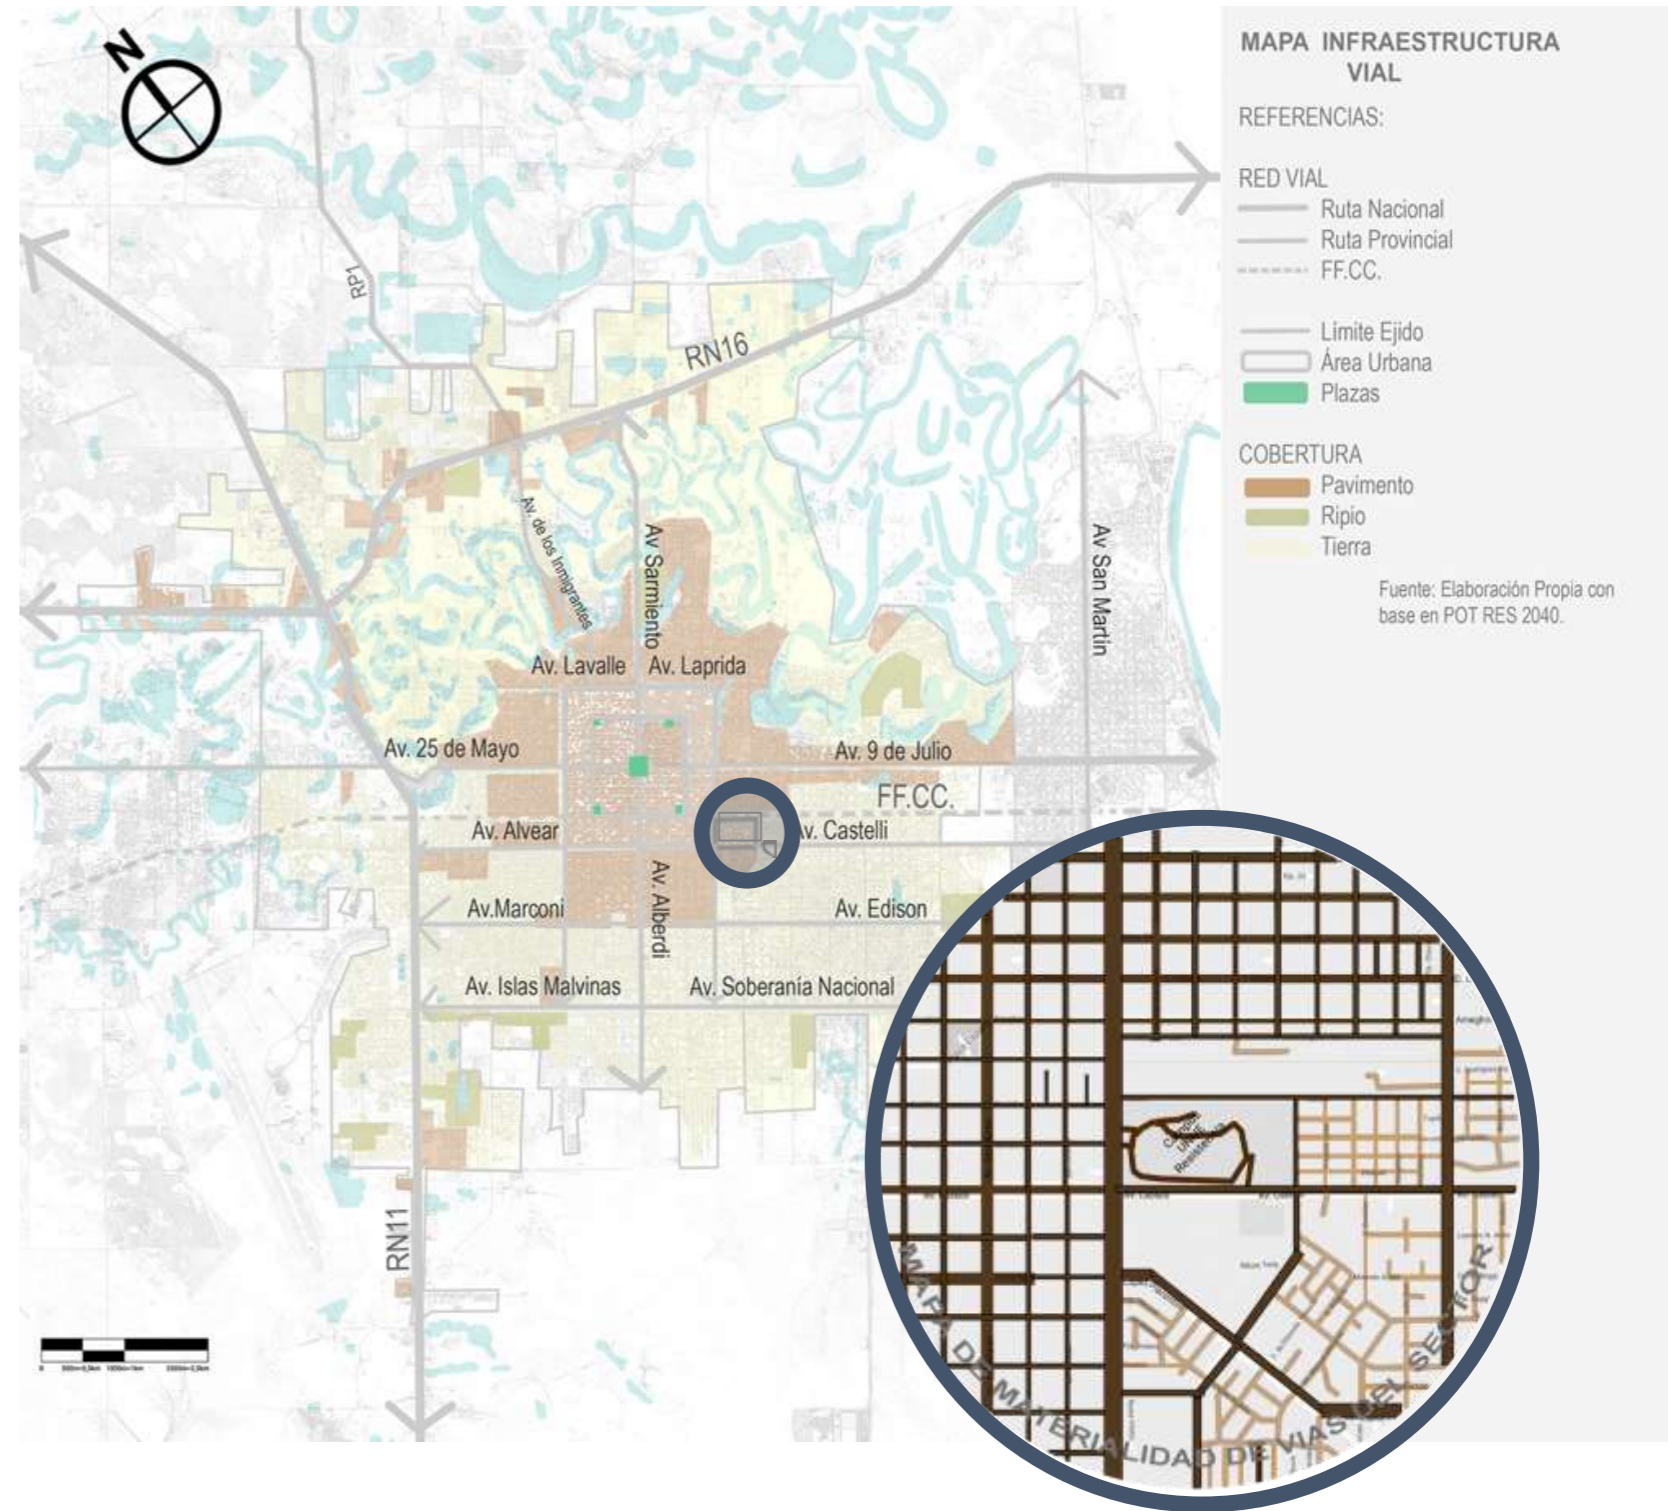 N
MAPA INFRAESTRUCTURA
VIAL
REFERENCIAS:
RED VIAL
Ruta Nacional
Ruta Provincial
FF.CC.
Límite Ejido
Área Urbana
Plazas
COBERTURA
Pavimento
Ripio
Tierra
Fuente: Elaboración Propia con
base en POT RES 2040.
RP1
RN16
Av. de los Inmigrantes
Av Sarmiento
Av San Martin
Av. Lavalle
Av. Laprida
Av. 25 de Mayo
Av. 9 de Julio
FF.CC.
Av. Alvear
Av. Castelli
Av. Alberdi
Av.Marconi
Av. Edison
Av. Islas Malvinas
Av. Soberanía Nacional
RN11
Campus
UNNE
Resistencia
MAPA DE MATERIALIDAD DE VIAS DEL SECTOR